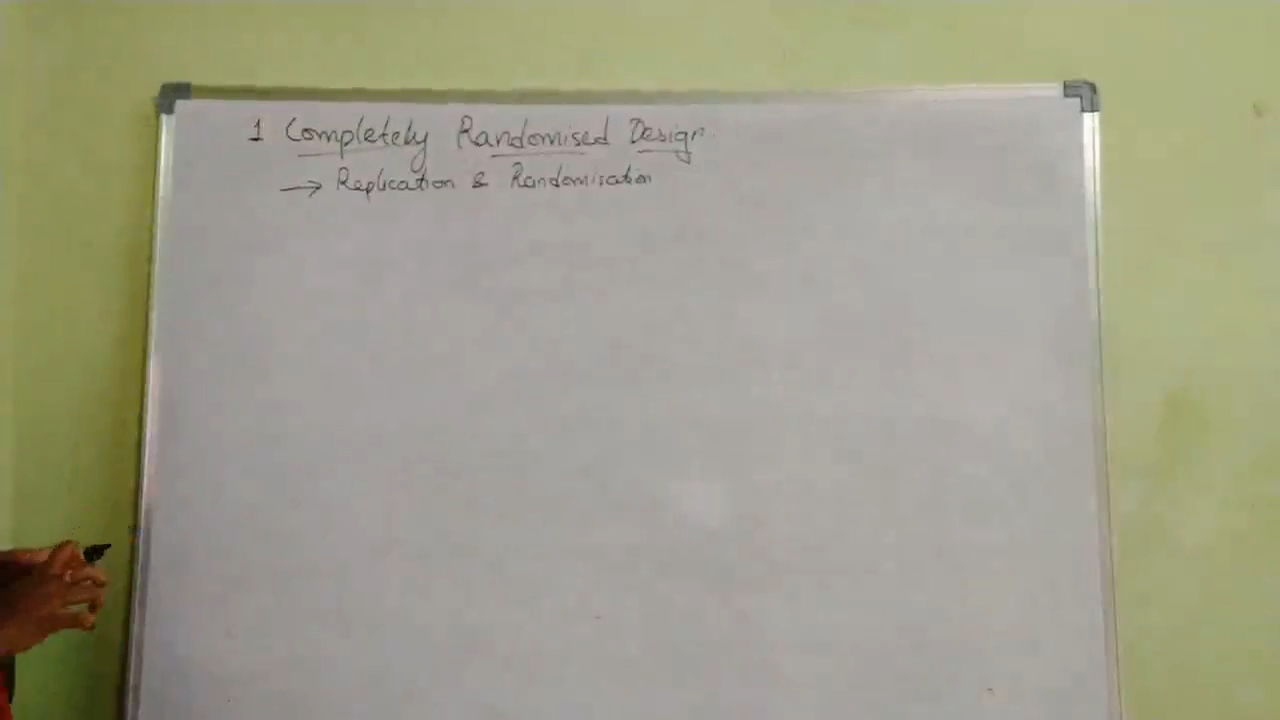 1 Completely Randomised Design.
→ Replication & Randomisation